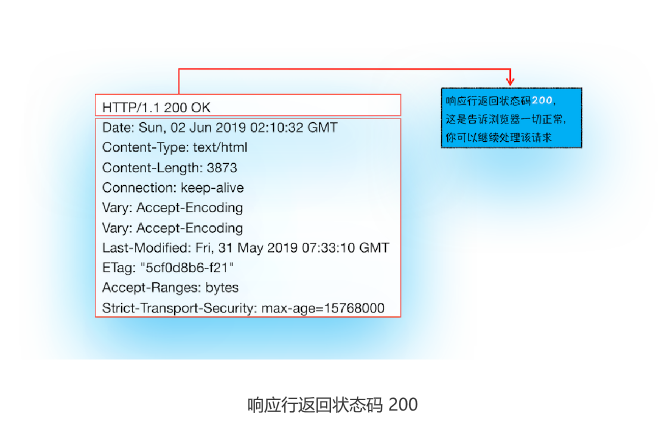 HTTP/1.1 200 OK
响应行返回状态码200,
这是告诉浏览器一切正常,
你可以继续处理该请求
Date: Sun, 02 Jun 2019 02:10:32 GMT
Content-Type: text/html
Content-Length: 3873
Connection: keep-alive
Vary: Accept-Encoding
Vary: Accept-Encoding
Last-Modified: Fri, 31 May 2019 07:33:10 GMT
ETag: "5cf0d8b6-f21"
Accept-Ranges: bytes
Strict-Transport-Security: max-age=15768000
响应行返回状态码 200